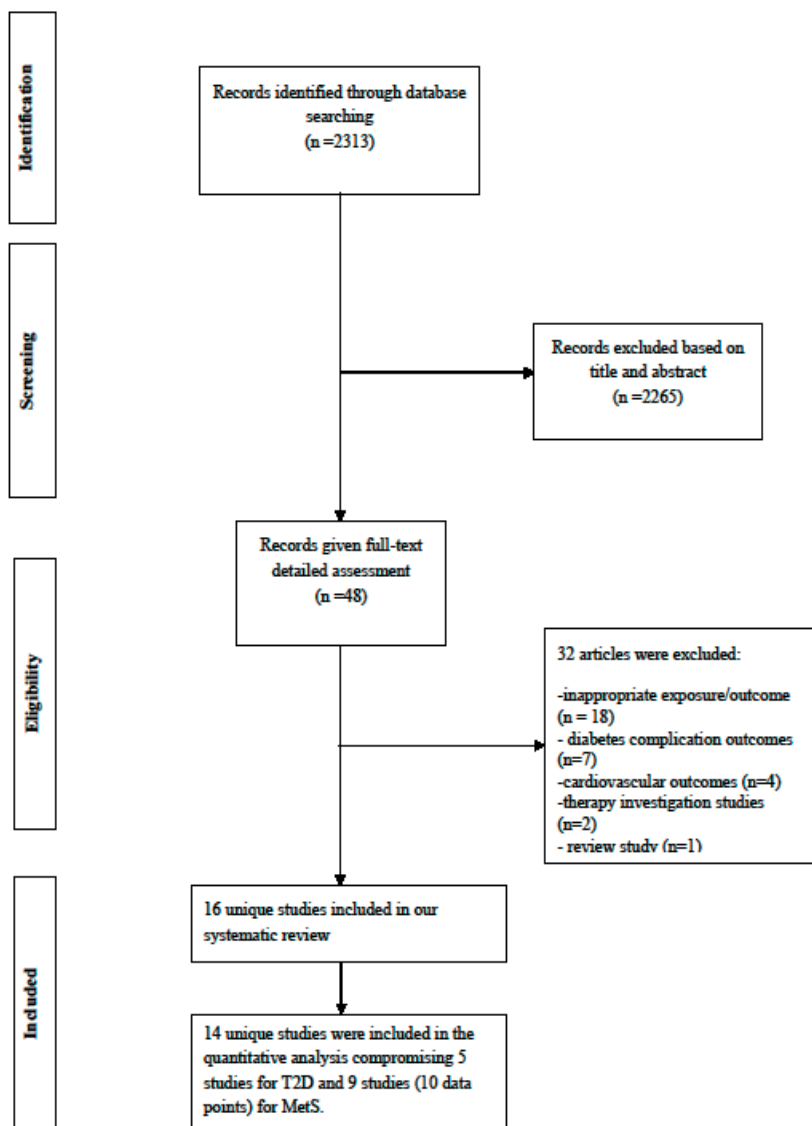 Identification
Records identified through database
searching
(n =2313)
Screening
Records excluded based on
title and abstract
(n =2265)
Records given full-text
detailed assessment
(n =48)
Eligibility
32 articles were excluded:
-inappropriate exposure/outcome
(n = 18)
- diabetes complication outcomes
(n=7)
-cardiovascular outcomes (n=4)
-therapy investigation studies
(n=2)
- review study (n=1)
Included
16 unique studies included in our
systematic review
14 unique studies were included in the
quantitative analysis compromising 5
studies for T2D and 9 studies (10 data
points) for MetS.